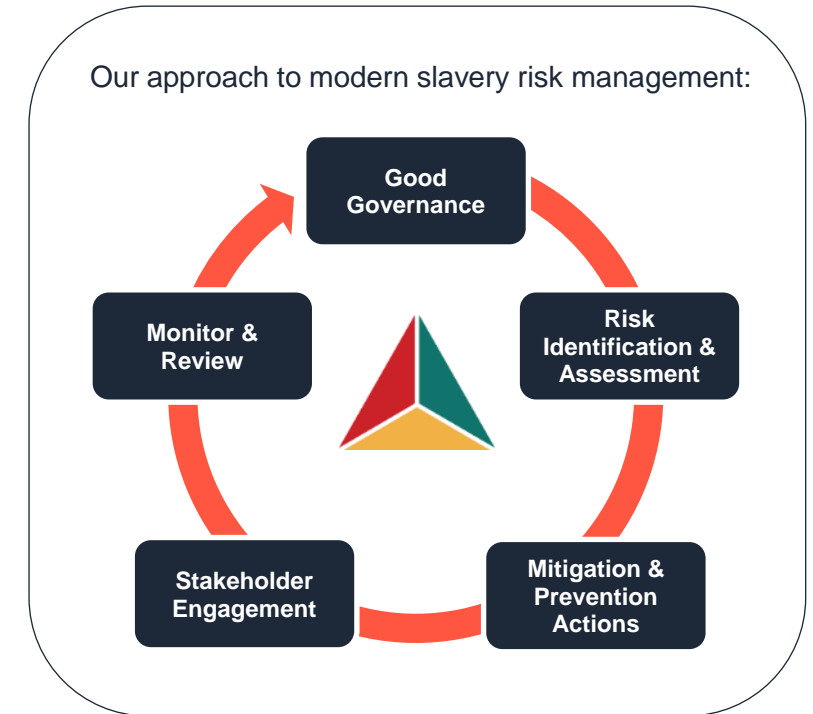 Our approach to modern slavery risk management:
Good
Governance
Risk
Identification &
Assessment
Mitigation &
Prevention
Actions
Stakeholder
Engagement
Monitor &
Review